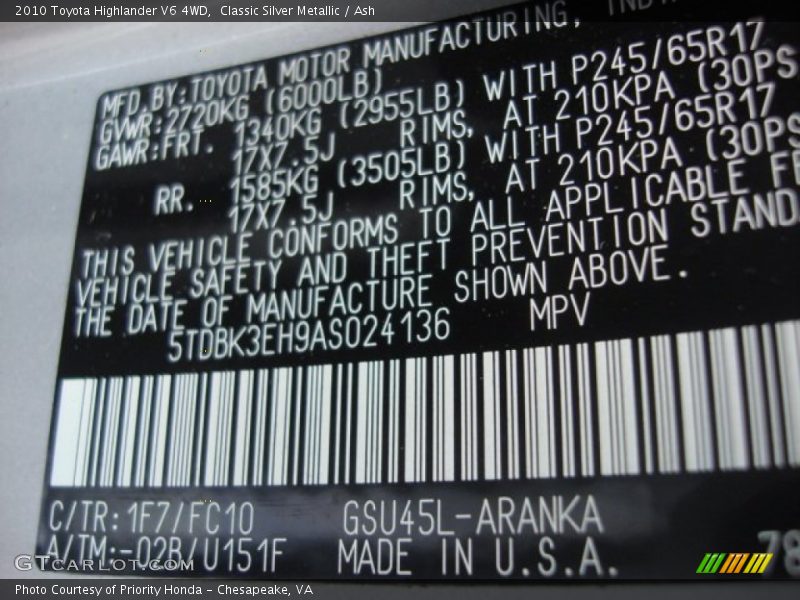 2010 Toyota Highlander V6 4WD,  Classic Silver Metallic / Ash
MFD.BY:TOYOTA MOTOR MANUFACTURING,
GVWR:2720KG (6000LB)
GAWR:FRT. 1340KG (2955LB) WITH P245/65R17
17X7.5J RIMS, AT 210KPA (30PS
RR. 1585KG (3505LB) WITH P245/65R17
17X7.5J RIMS, AT 210KPA (30PS
THIS VEHICLE CONFORMS TO ALL APPLICABLE FE
VEHICLE SAFETY AND THEFT PREVENTION STAND
THE DATE OF MANUFACTURE SHOWN ABOVE.
5TDBK3EH9AS024136 MPV
C/TR:1F7/FC10 GSU45L-ARANKA
A/TM:-02B/U151F MADE IN U.S.A.
78
GTCARLOT.COM
Photo Courtesy of Priority Honda - Chesapeake, VA